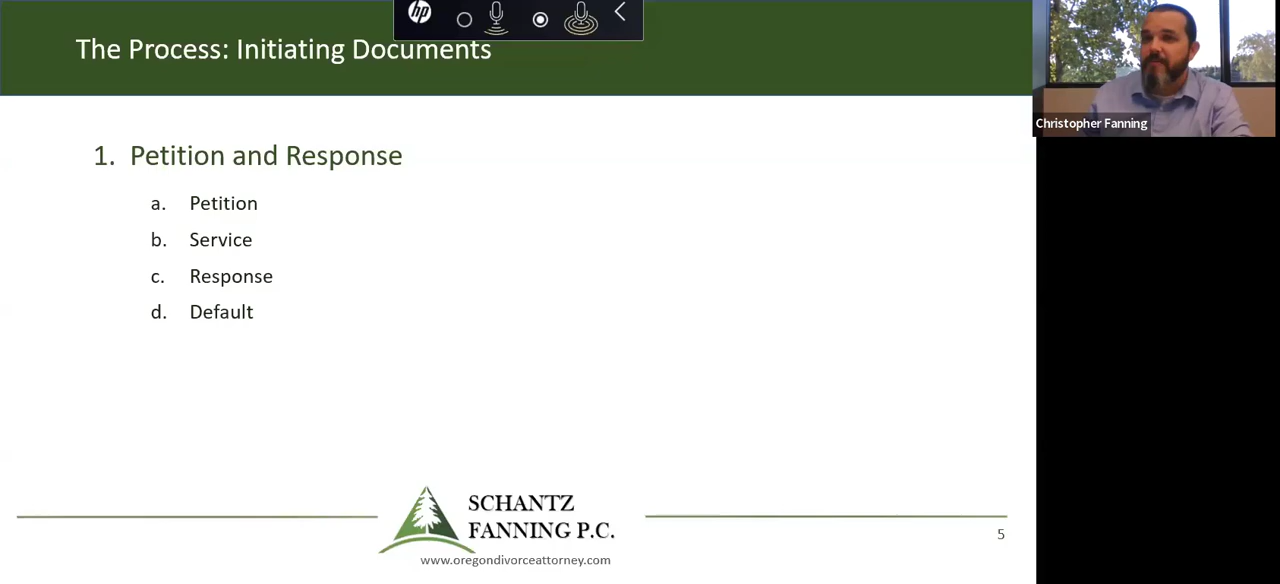 hp
The Process: Initiating Documents
Christopher Fanning
1. Petition and Response
a. Petition
b. Service
c. Response
d. Default
SCHANTZ
FANNING P.C.
www.oregondivorceattorney.com
5